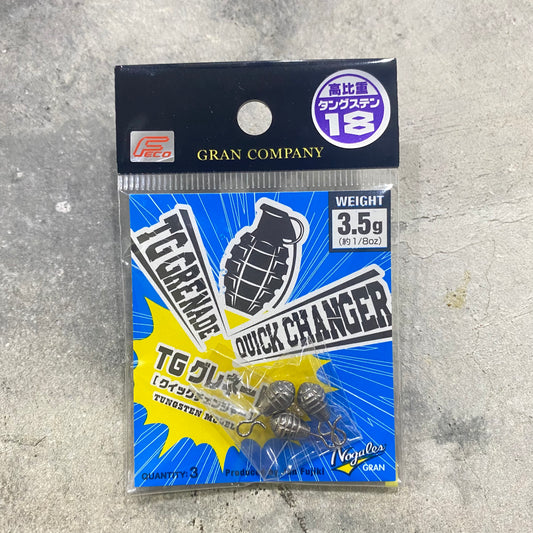 高比重
タングステン
18
FECO
GRAN COMPANY
WEIGHT
3.5g
(約1/8oz)
TG GRENADE
QUICK CHANGER
TG グレネード
[クイックチェンジャー]
TUNGSTEN MODEL
QUANTITY: 3
Nogales
GRAN
Fujiki